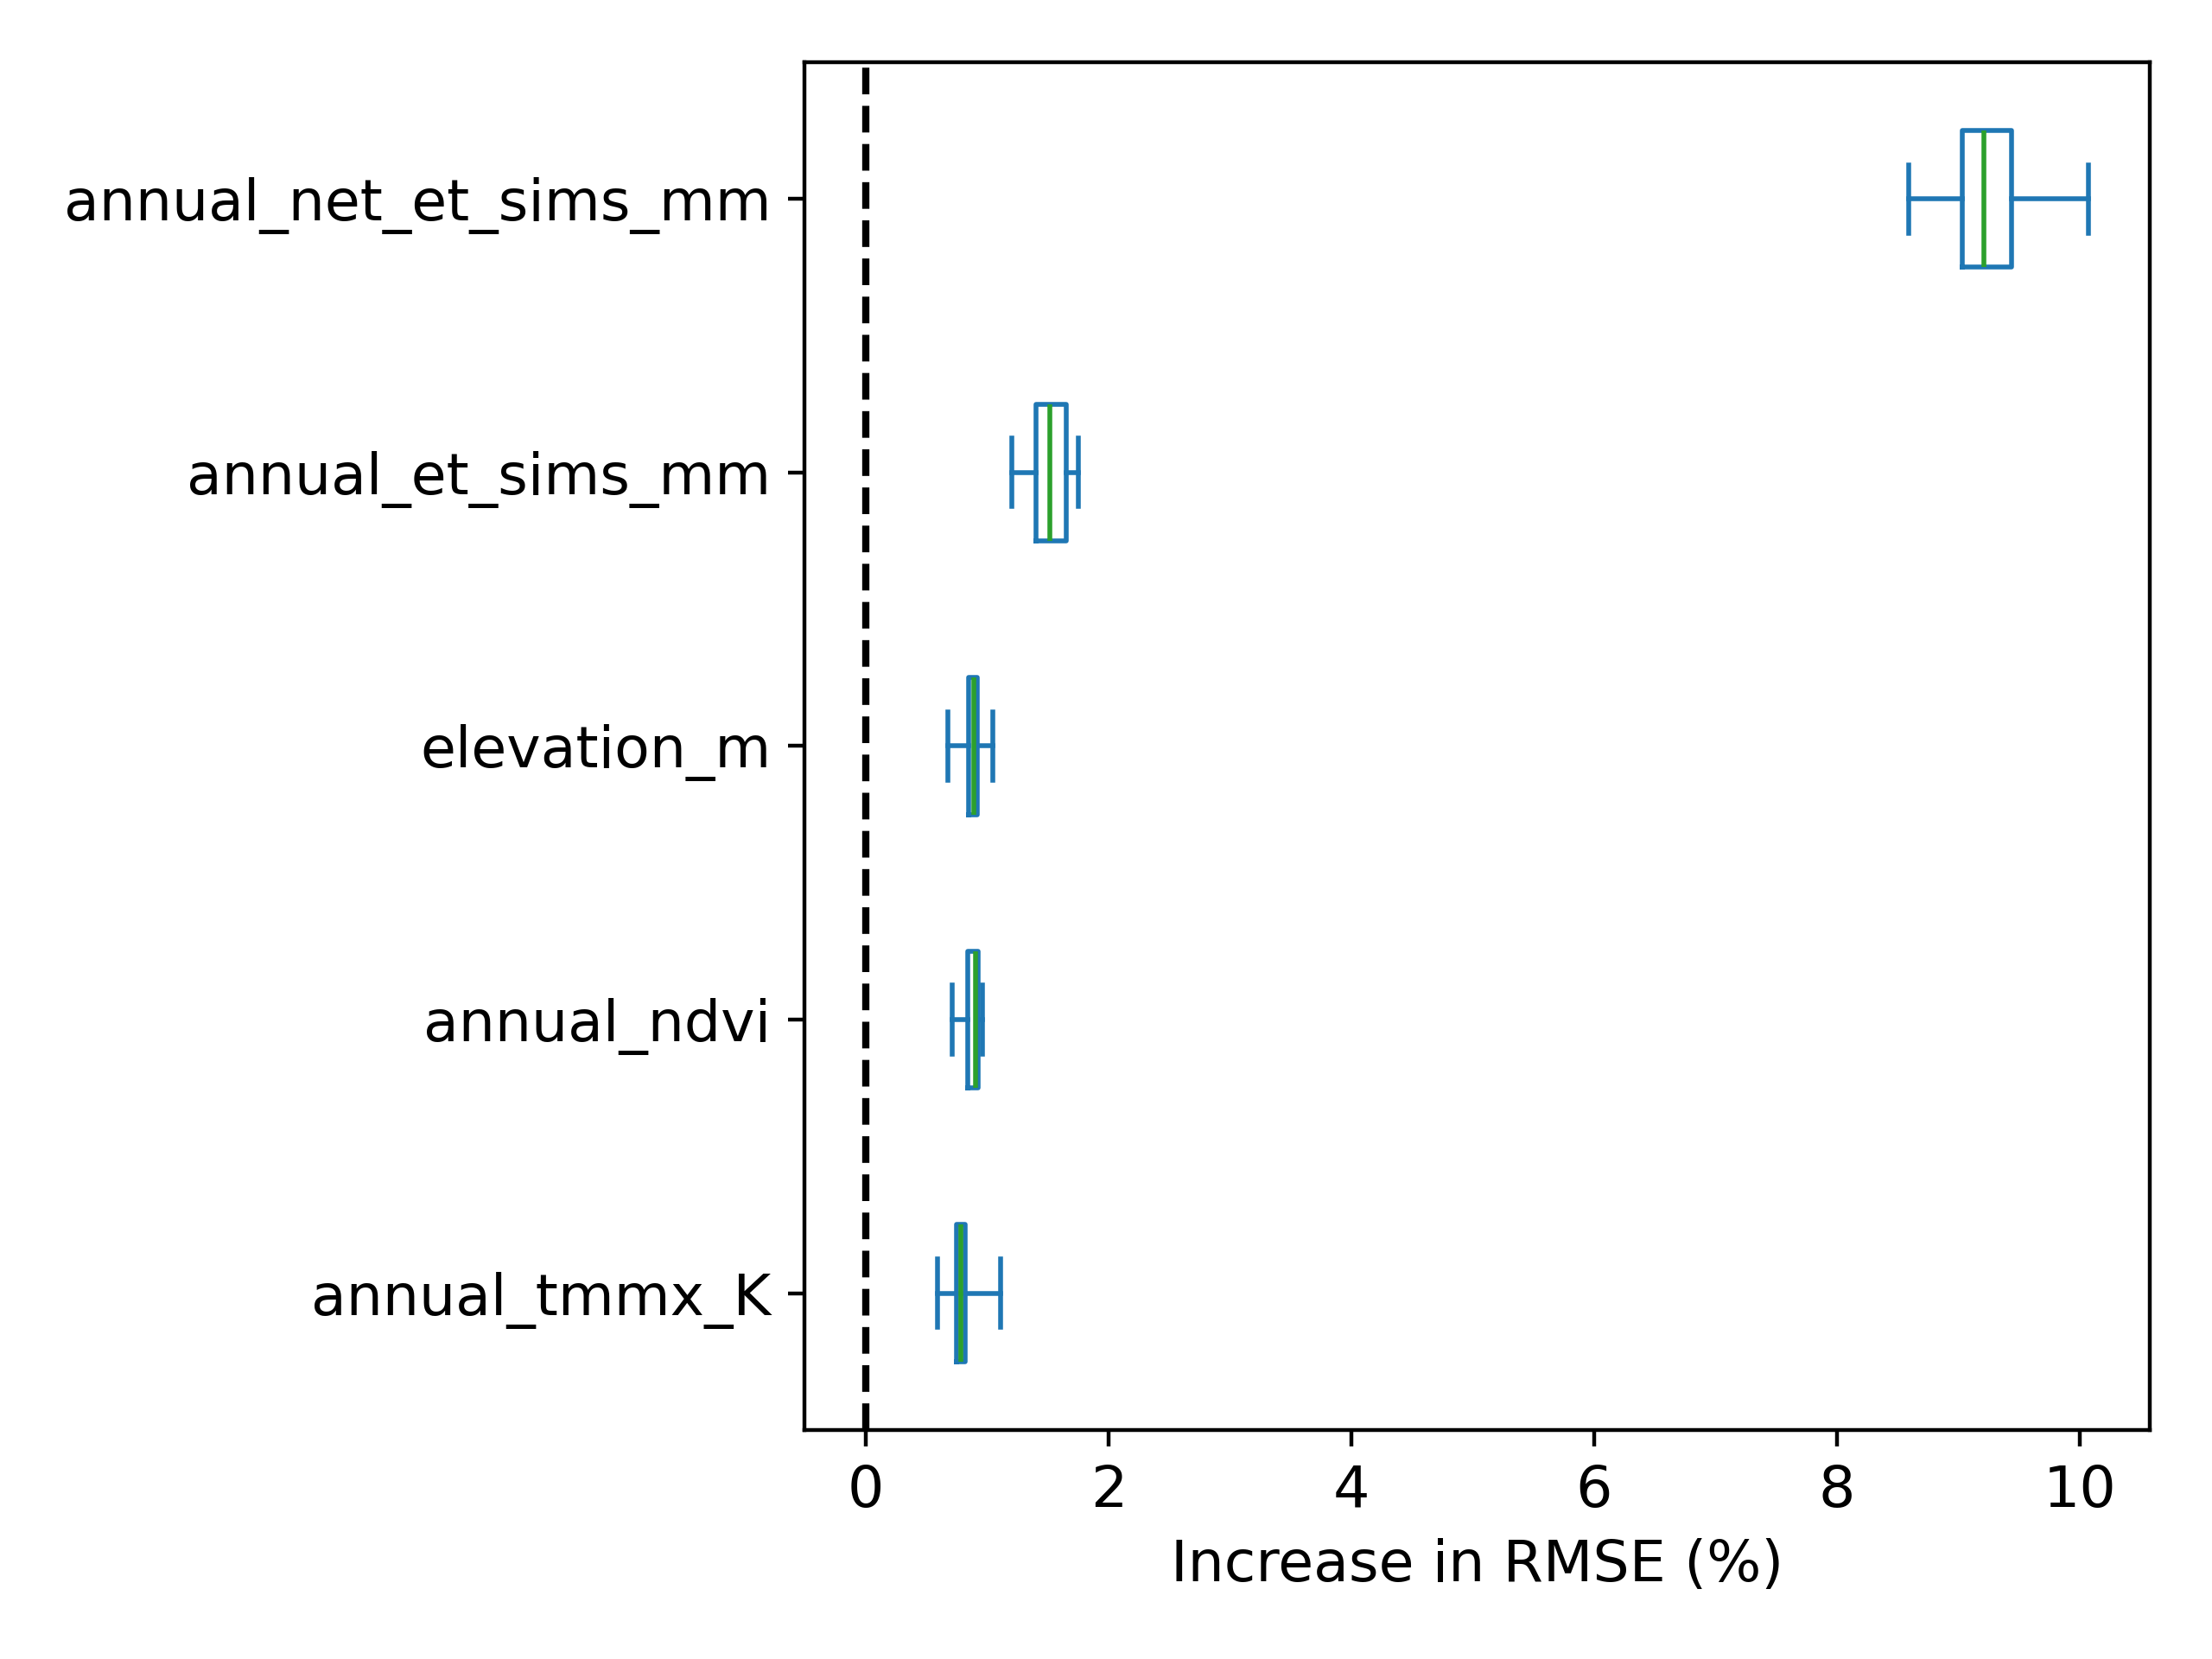 annual_net_et_sims_mm
annual_et_sims_mm
elevation_m
annual_ndvi
annual_tmmx_K
0 2 4 6 8 10
Increase in RMSE (%)